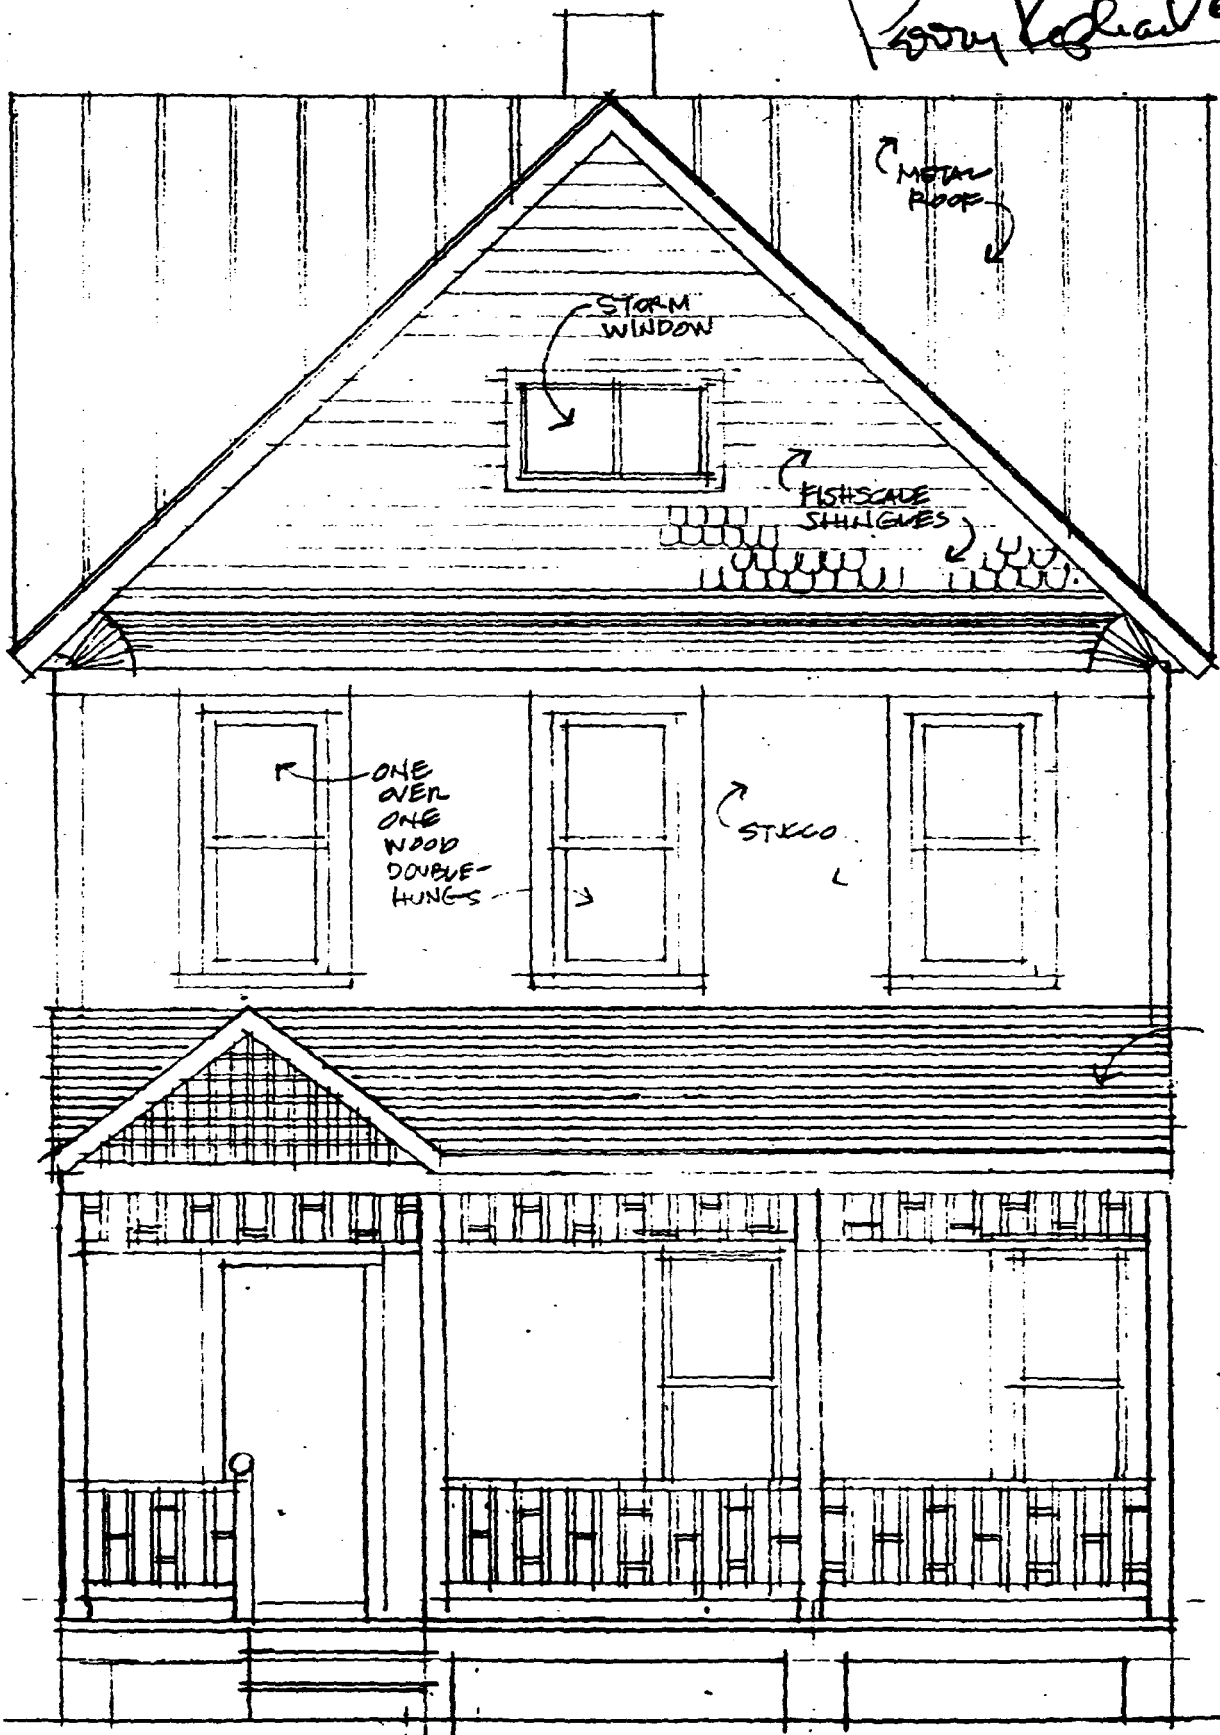 METAL
ROOF
STORM
WINDOW
FISHSCALE
SHINGLES
ONE
OVER
ONE
WOOD
DOUBLE-
HUNGS
STUCCO